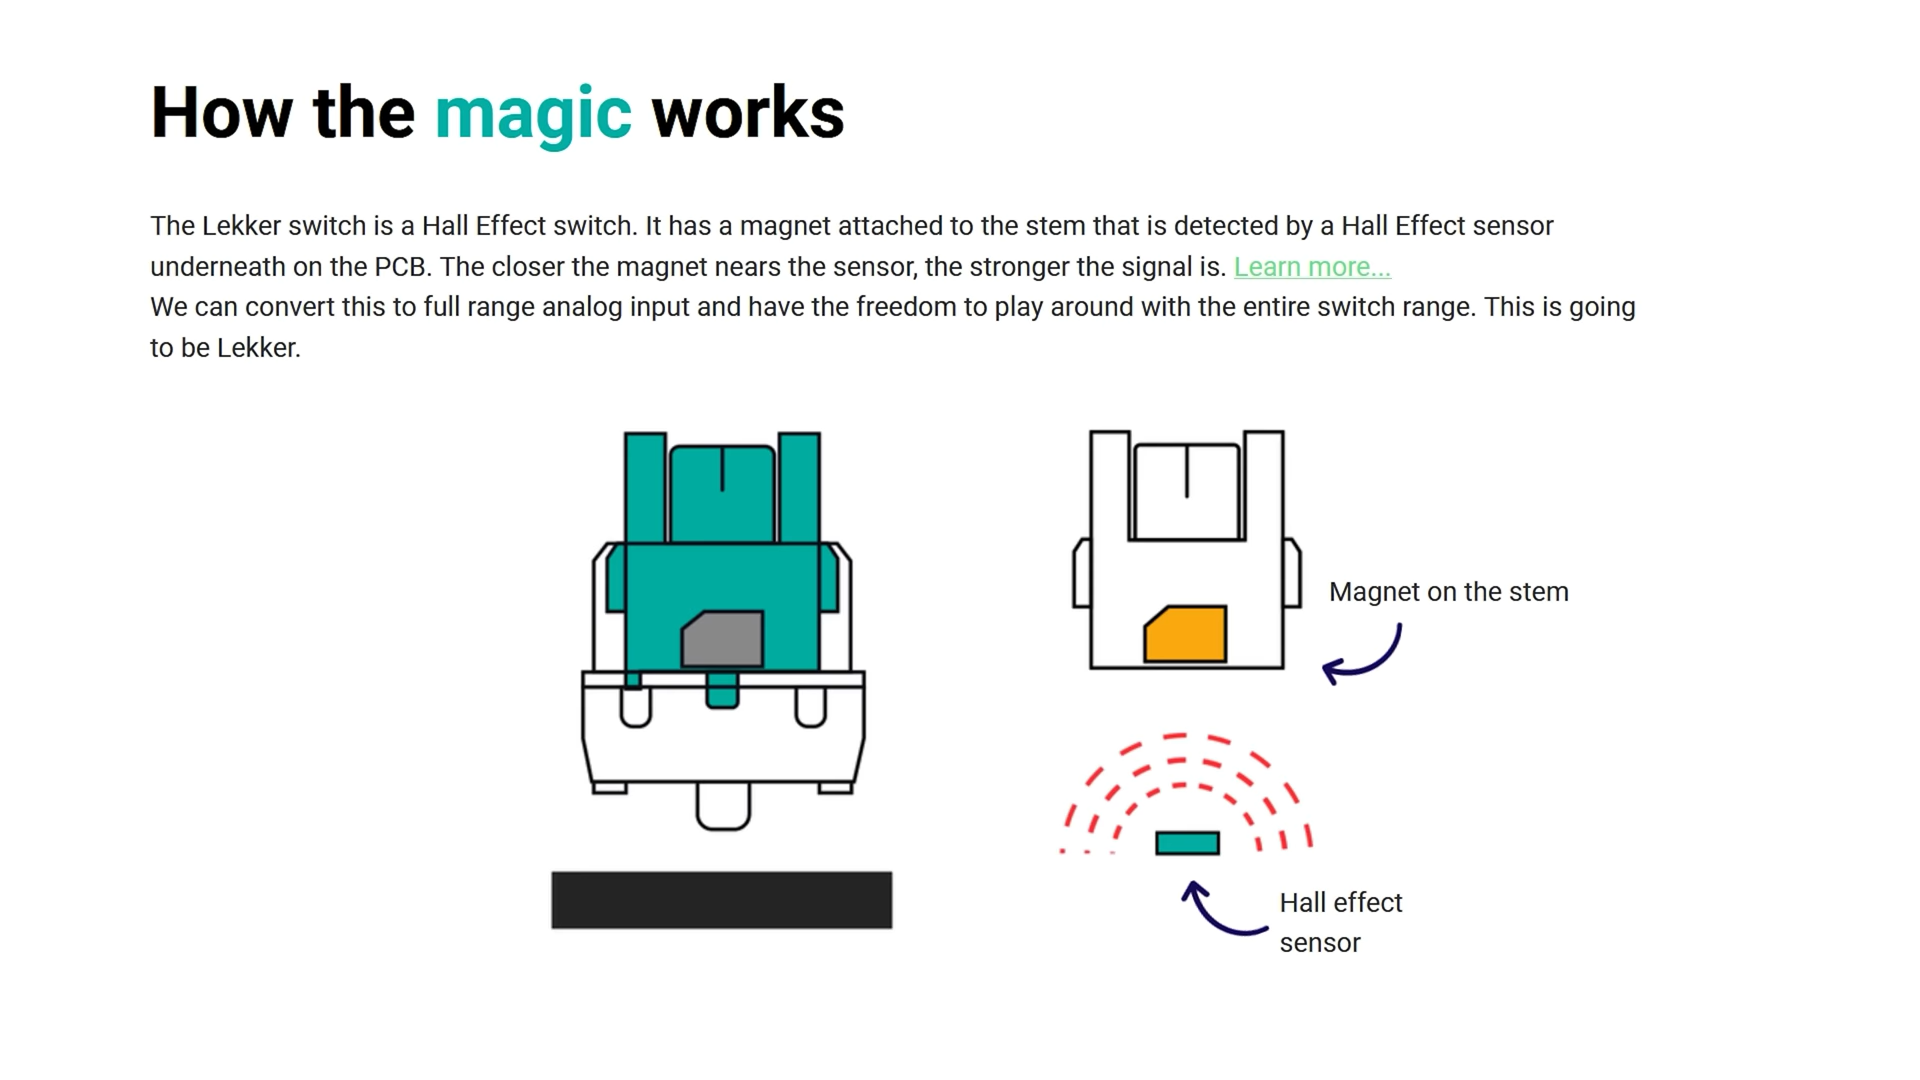 How the magic works
The Lekker switch is a Hall Effect switch. It has a magnet attached to the stem that is detected by a Hall Effect sensor
underneath on the PCB. The closer the magnet nears the sensor, the stronger the signal is. Learn more...
We can convert this to full range analog input and have the freedom to play around with the entire switch range. This is going
to be Lekker.
Magnet on the stem
Hall effect
sensor